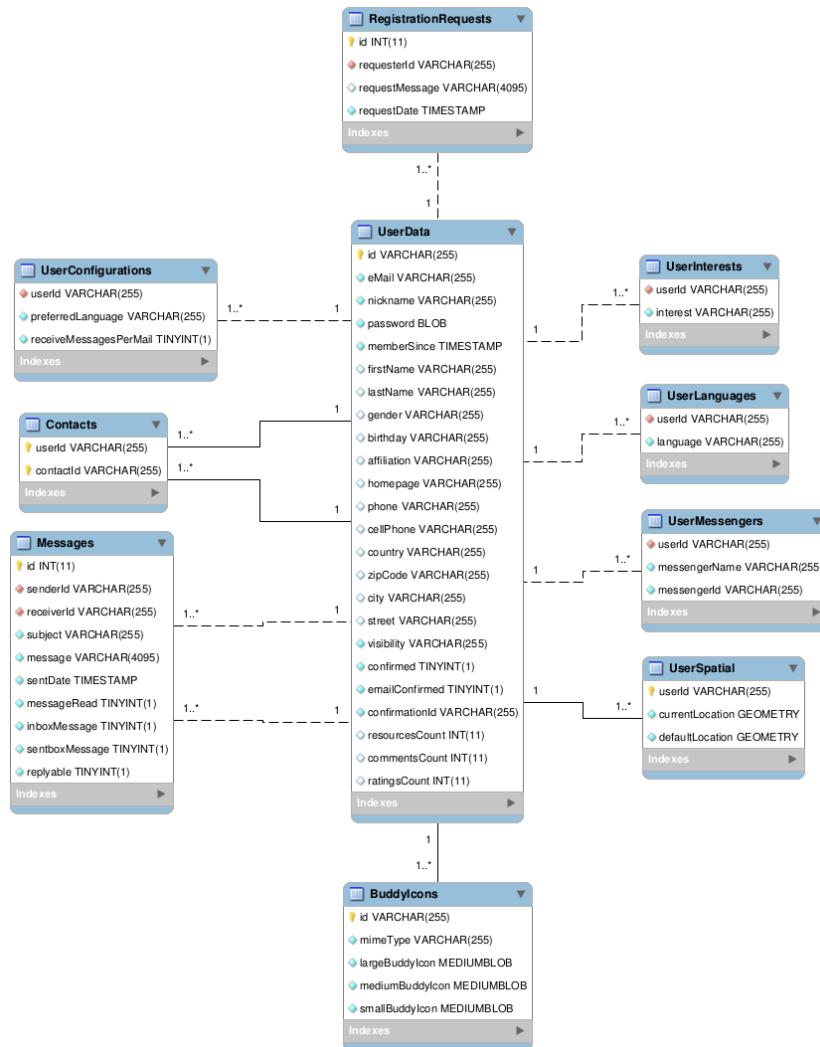 RegistrationRequests
id INT(11)
requesterId VARCHAR(255)
requestMessage VARCHAR(4095)
requestDate TIMESTAMP
Indexes
1..*
1
UserData
id VARCHAR(255)
eMail VARCHAR(255)
nickname VARCHAR(255)
password BLOB
memberSince TIMESTAMP
firstName VARCHAR(255)
lastName VARCHAR(255)
gender VARCHAR(255)
birthday VARCHAR(255)
affiliation VARCHAR(255)
homepage VARCHAR(255)
phone VARCHAR(255)
cellPhone VARCHAR(255)
country VARCHAR(255)
zipCode VARCHAR(255)
city VARCHAR(255)
street VARCHAR(255)
visibility VARCHAR(255)
confirmed TINYINT(1)
emailConfirmed TINYINT(1)
confirmationId VARCHAR(255)
resourcesCount INT(11)
commentsCount INT(11)
ratingsCount INT(11)
Indexes
UserConfigurations
userId VARCHAR(255)
preferredLanguage VARCHAR(255)
receiveMessagesPerMail TINYINT(1)
Indexes
1..*
1
Contacts
userId VARCHAR(255)
contactId VARCHAR(255)
Indexes
1..*
1
1..*
1
Messages
id INT(11)
senderId VARCHAR(255)
receiverId VARCHAR(255)
subject VARCHAR(255)
message VARCHAR(4095)
sentDate TIMESTAMP
messageRead TINYINT(1)
inboxMessage TINYINT(1)
sentboxMessage TINYINT(1)
replyable TINYINT(1)
Indexes
1..*
1
1..*
1
UserInterests
userId VARCHAR(255)
interest VARCHAR(255)
Indexes
1
1..*
UserLanguages
userId VARCHAR(255)
language VARCHAR(255)
Indexes
1
1..*
UserMessengers
userId VARCHAR(255)
messengerName VARCHAR(255
messengerId VARCHAR(255)
Indexes
1
1..*
UserSpatial
userId VARCHAR(255)
currentLocation GEOMETRY
defaultLocation GEOMETRY
Indexes
1
1..*
1
1..*
BuddyIcons
id VARCHAR(255)
mimeType VARCHAR(255)
largeBuddyIcon MEDIUMBLOB
mediumBuddyIcon MEDIUMBLOB
smallBuddyIcon MEDIUMBLOB
Indexes